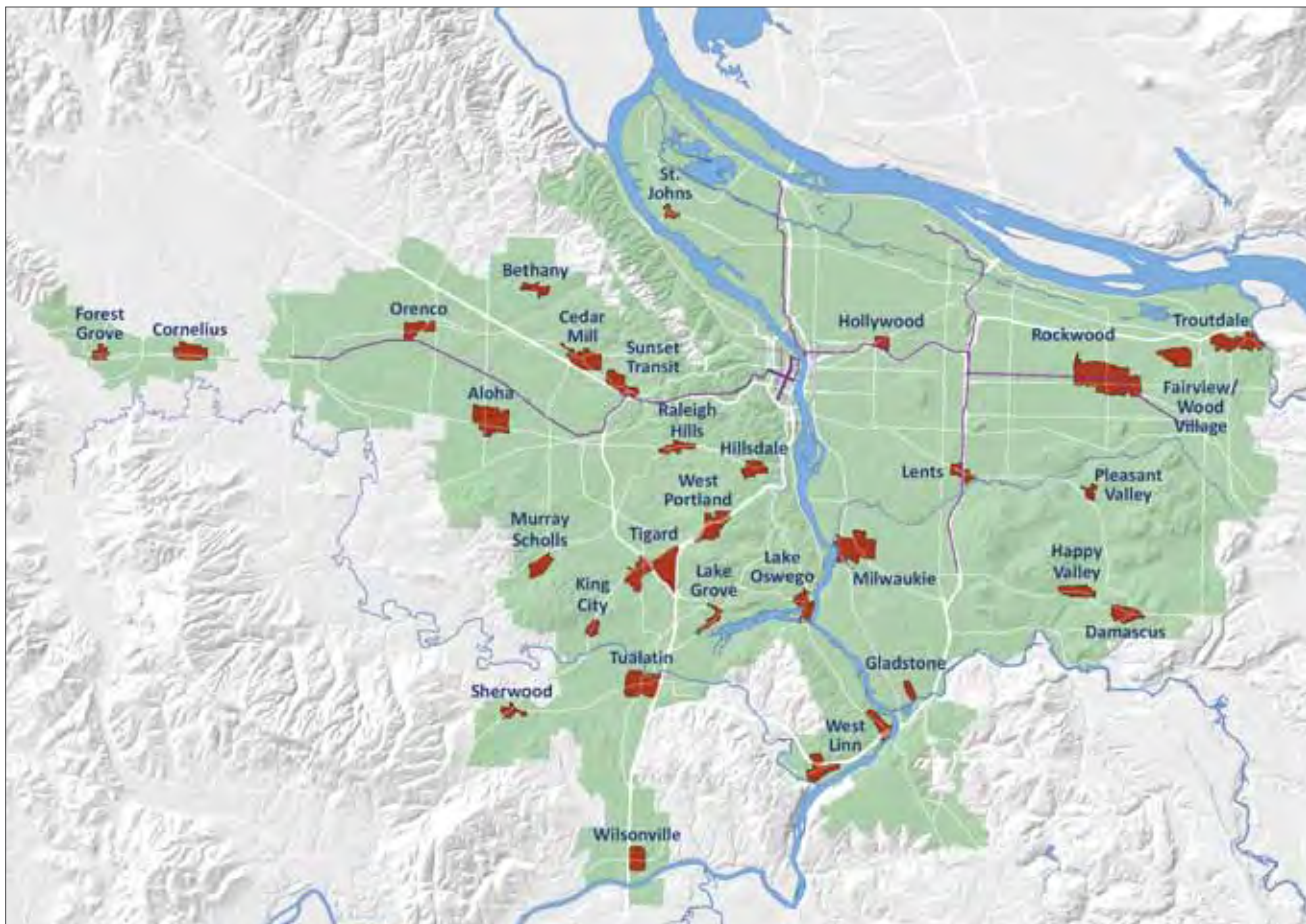 St.
Johns
Bethany
Forest
Grove
Cornelius
Orenco
Cedar
Mill
Sunset
Transit
Hollywood
Rockwood
Troutdale
Fairview/
Wood
Village
Aloha
Raleigh
Hills
Hillsdale
Lents
Pleasant
Valley
West
Portland
Murray
Scholls
Tigard
King
City
Lake
Grove
Lake
Oswego
Milwaukie
Happy
Valley
Damascus
Tualatin
Gladstone
Sherwood
West
Linn
Wilsonville